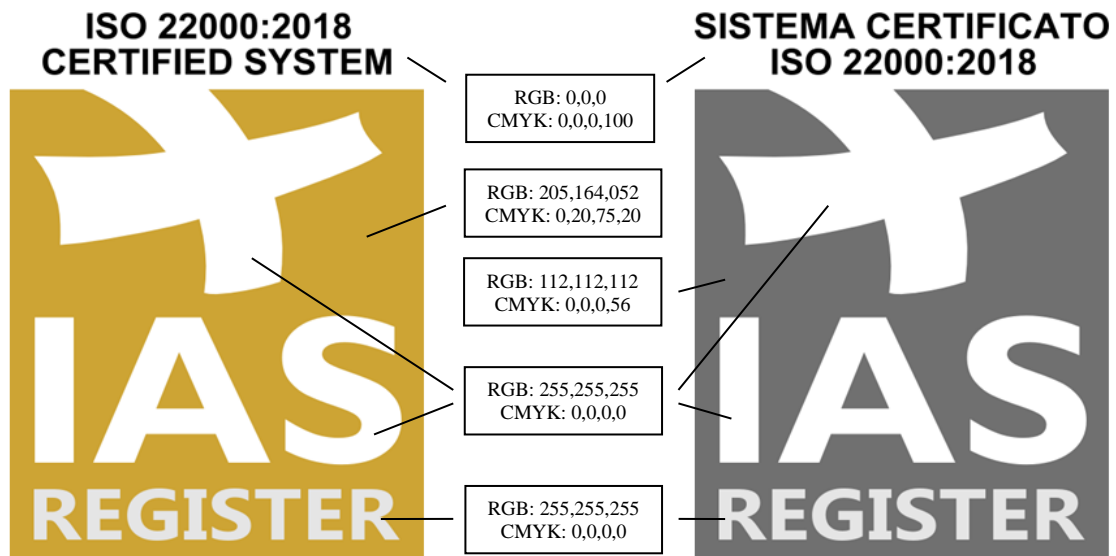 ISO 22000:2018
CERTIFIED SYSTEM
SISTEMA CERTIFICATO
ISO 22000:2018
RGB: 0,0,0
CMYK: 0,0,0,100
RGB: 205,164,052
CMYK: 0,20,75,20
RGB: 112,112,112
CMYK: 0,0,0,56
RGB: 255,255,255
CMYK: 0,0,0,0
RGB: 255,255,255
CMYK: 0,0,0,0
IAS
REGISTER
IAS
REGISTER